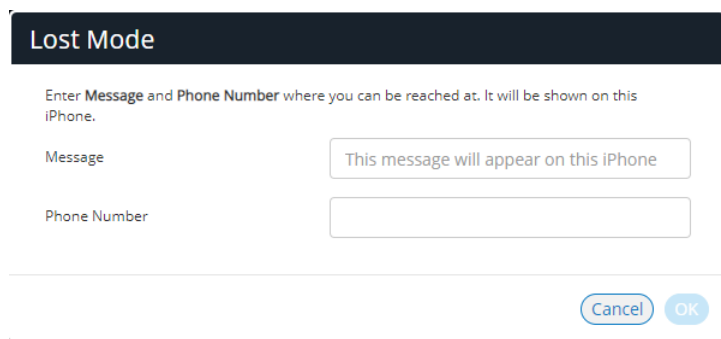 Lost Mode
Enter Message and Phone Number where you can be reached at. It will be shown on this
iPhone.
Message
This message will appear on this iPhone
Phone Number
Cancel
OK